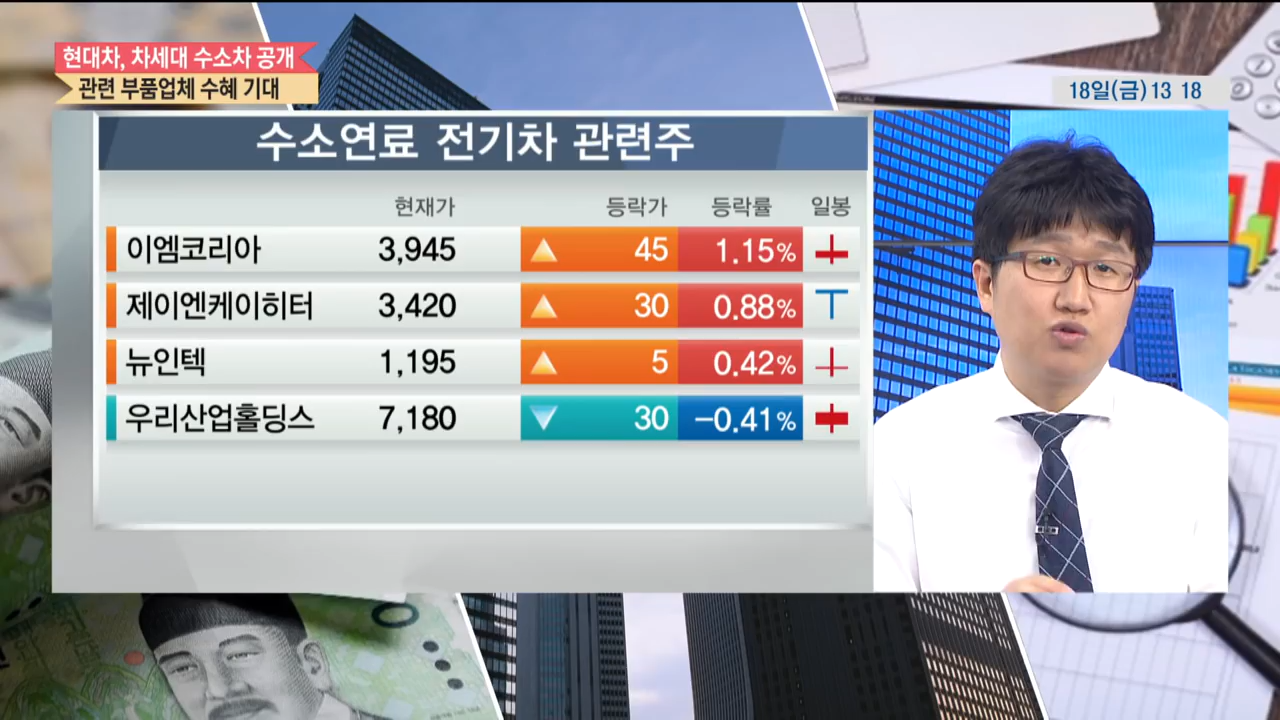 현대차, 차세대 수소차 공개
관련 부품업체 수혜 기대
18일(금) 13 18
수소연료 전기차 관련주
현재가 등락가 등락률 일봉
이엠코리아 3,945 ▲ 45 1.15%
제이엔케이히터 3,420 ▲ 30 0.88%
뉴인텍 1,195 ▲ 5 0.42%
우리산업홀딩스 7,180 ▼ 30 −0.41%